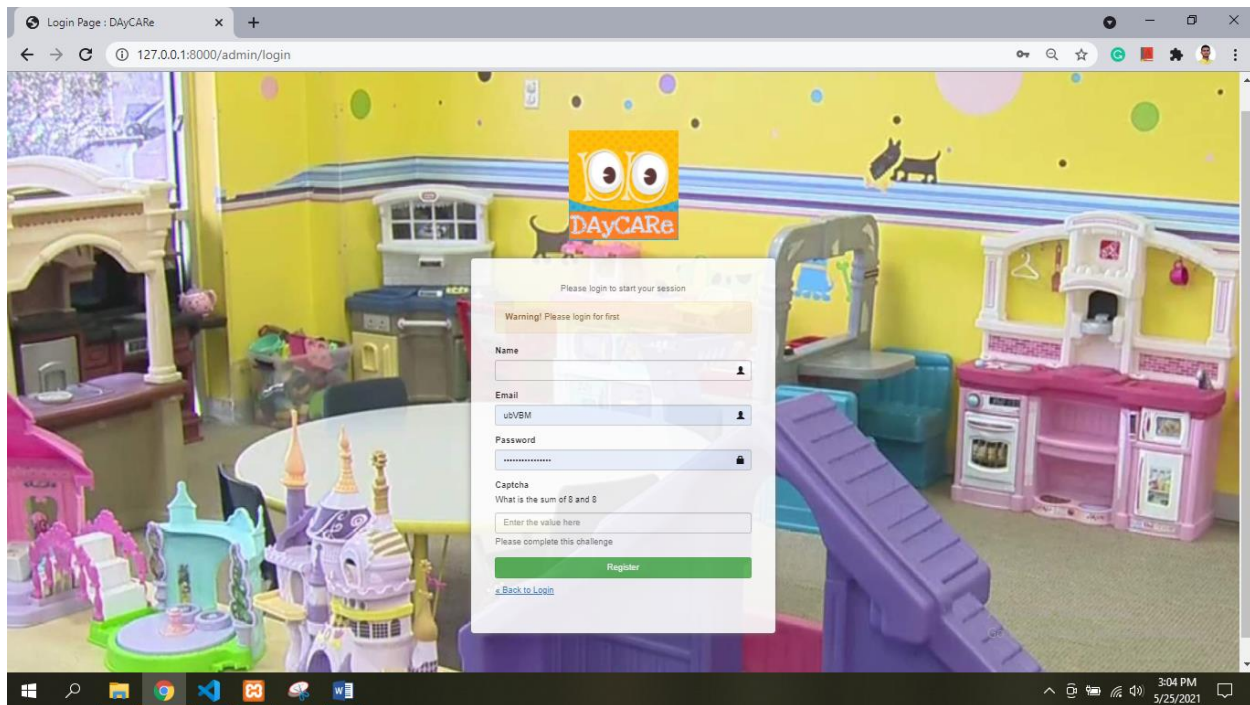 Login Page : DAyCARe
127.0.0.1:8000/admin/login
DAyCARe
Please login to start your session
Warning! Please login for first
Name
Email
ubVBM
Password
Captcha
What is the sum of 8 and 8
Enter the value here
Please complete this challenge
Register
« Back to Login
3:04 PM
5/25/2021